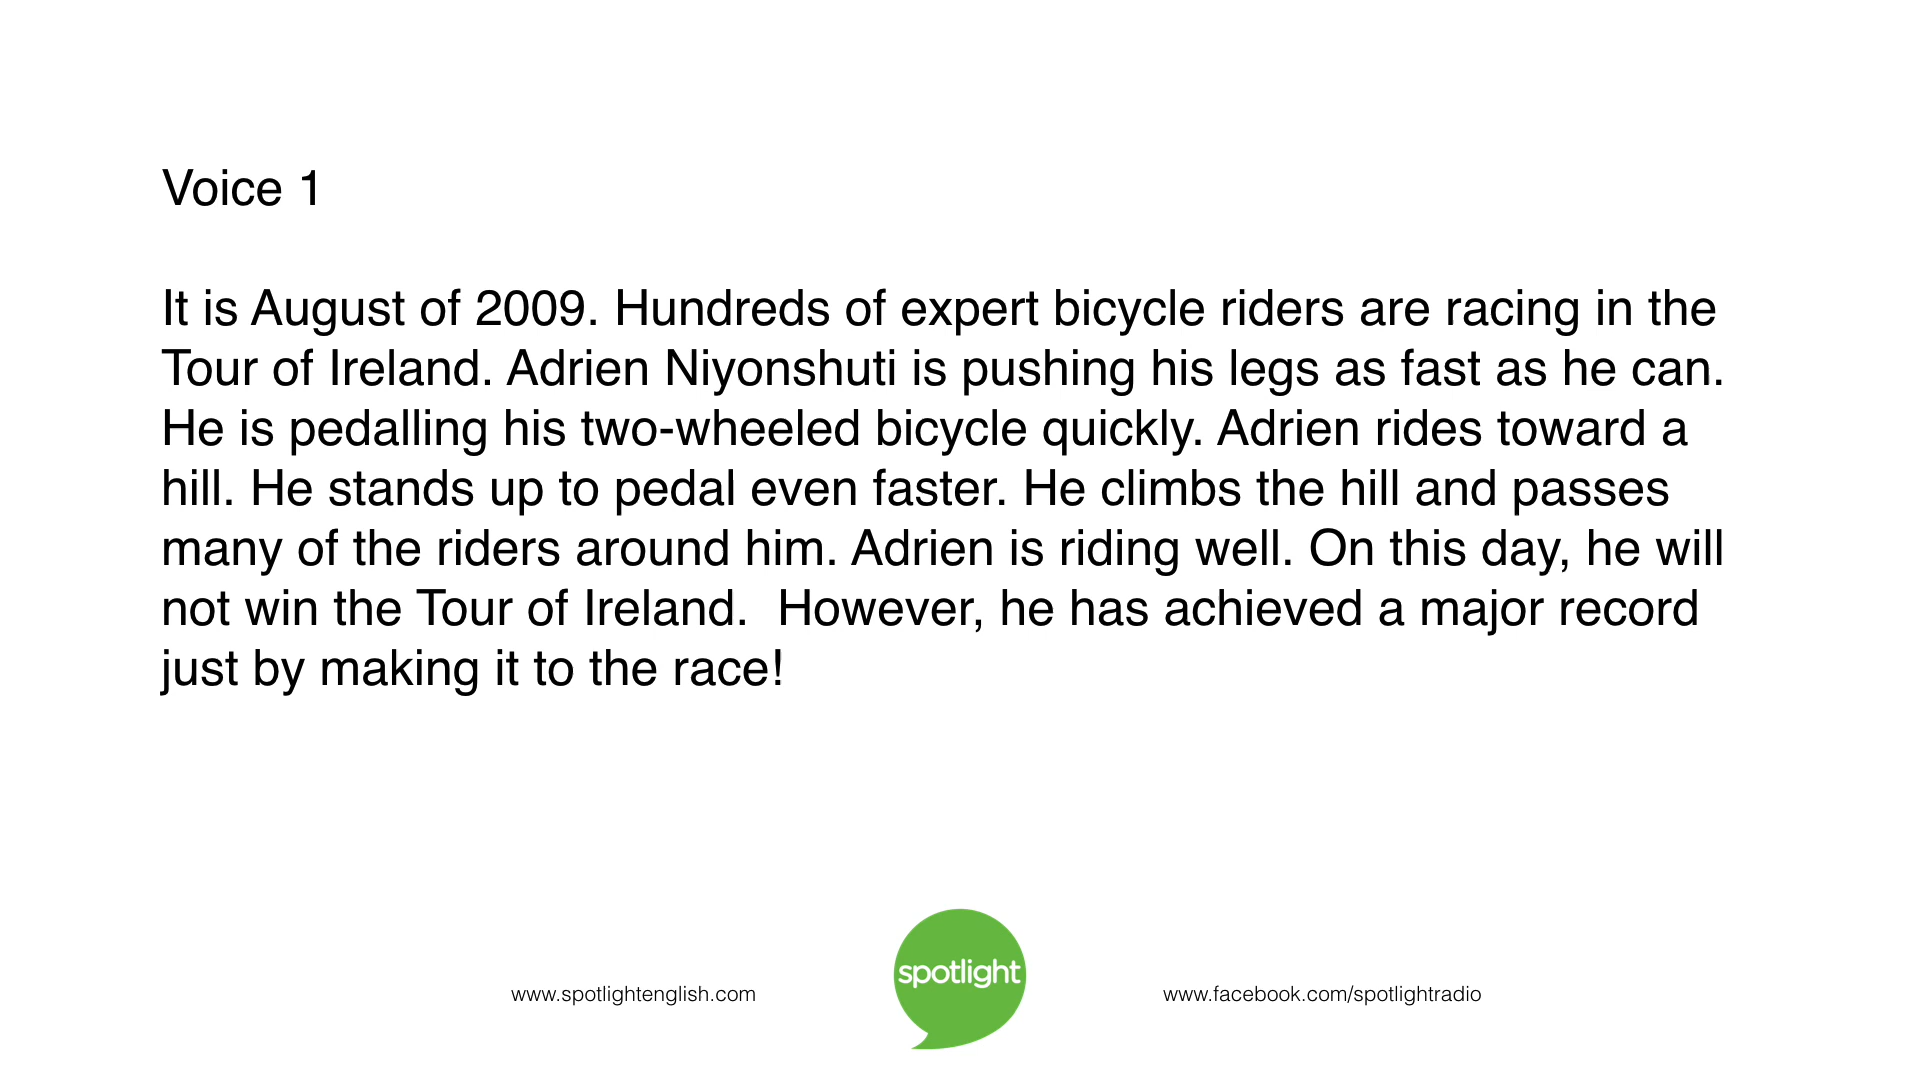 Voice 1
It is August of 2009. Hundreds of expert bicycle riders are racing in the
Tour of Ireland. Adrien Niyonshuti is pushing his legs as fast as he can.
He is pedalling his two-wheeled bicycle quickly. Adrien rides toward a
hill. He stands up to pedal even faster. He climbs the hill and passes
many of the riders around him. Adrien is riding well. On this day, he will
not win the Tour of Ireland.  However, he has achieved a major record
just by making it to the race!
spotlight
www.spotlightenglish.com
www.facebook.com/spotlightradio